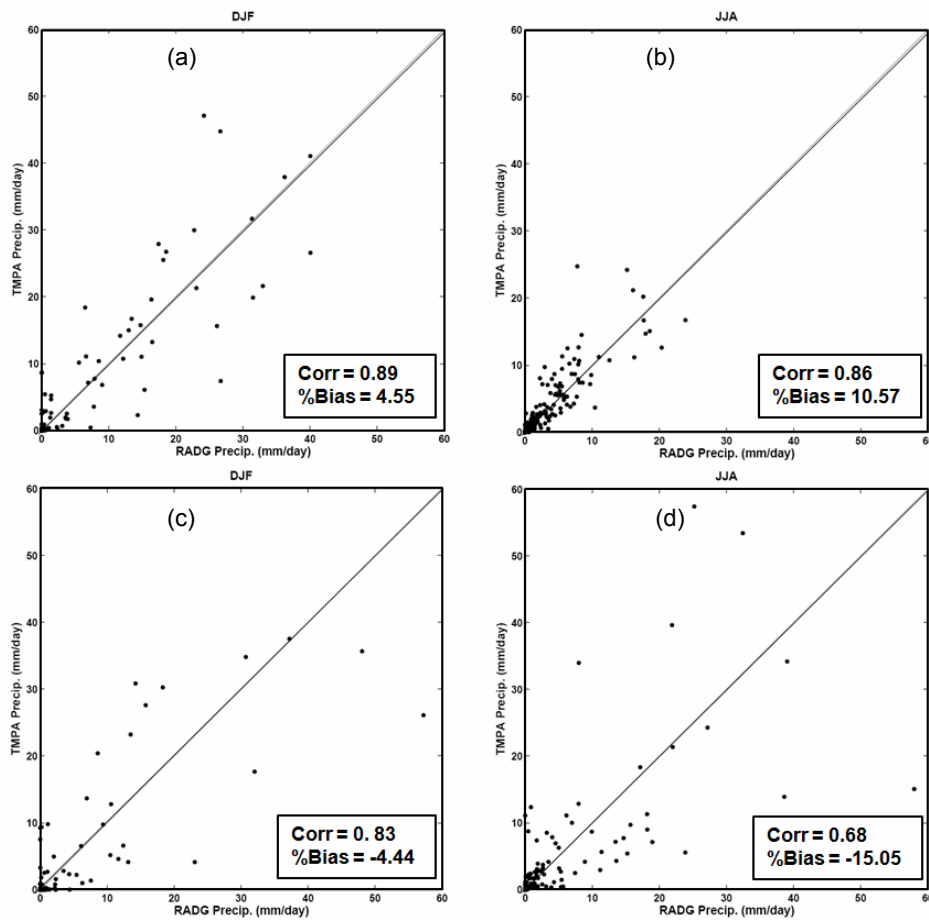 DJF
(a)
60
50
40
30
20
10
0
TMPA Precip. (mm/day)
Corr = 0.89
%Bias = 4.55
0 10 20 30 40 50 60
RADG Precip. (mm/day)
JJA
(b)
60
50
40
30
20
10
0
TMPA Precip. (mm/day)
Corr = 0.86
%Bias = 10.57
0 10 20 30 40 50 60
RADG Precip. (mm/day)
DJF
(c)
60
50
40
30
20
10
0
TMPA Precip. (mm/day)
Corr = 0. 83
%Bias = -4.44
0 10 20 30 40 50 60
RADG Precip. (mm/day)
JJA
(d)
60
50
40
30
20
10
0
TMPA Precip. (mm/day)
Corr = 0.68
%Bias = -15.05
0 10 20 30 40 50 60
RADG Precip. (mm/day)